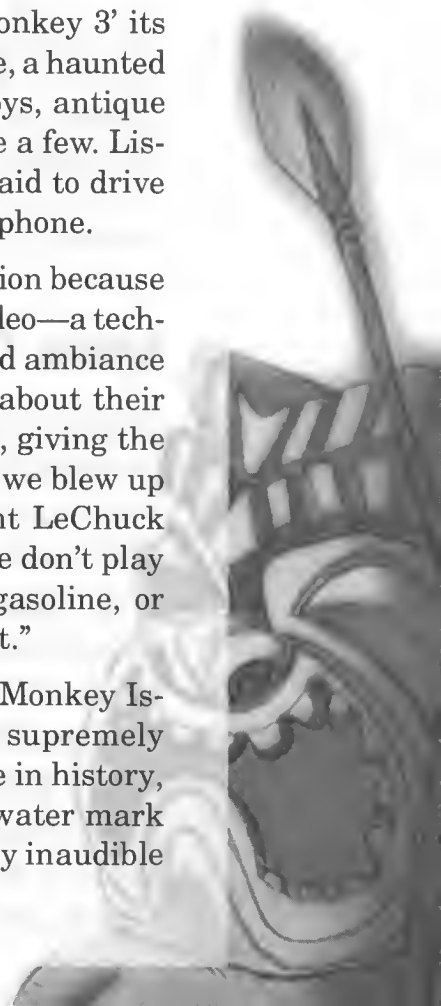 onkey 3’ its
e, a haunted
ys, antique
e a few. Lis-
aid to drive
phone.
ion because
leo—a tech-
d ambiance
about their
, giving the
we blew up
nt LeChuck
e don’t play
gasoline, or
t.”
Monkey Is-
supremely
e in history,
water mark
y inaudible